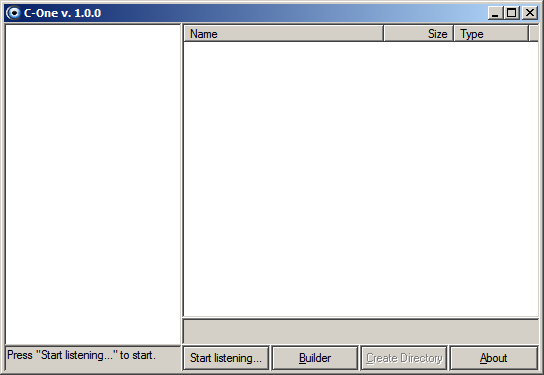 C-One v. 1.0.0
Name Size Type
Press "Start listening..." to start.
Start listening... Builder Create Directory About